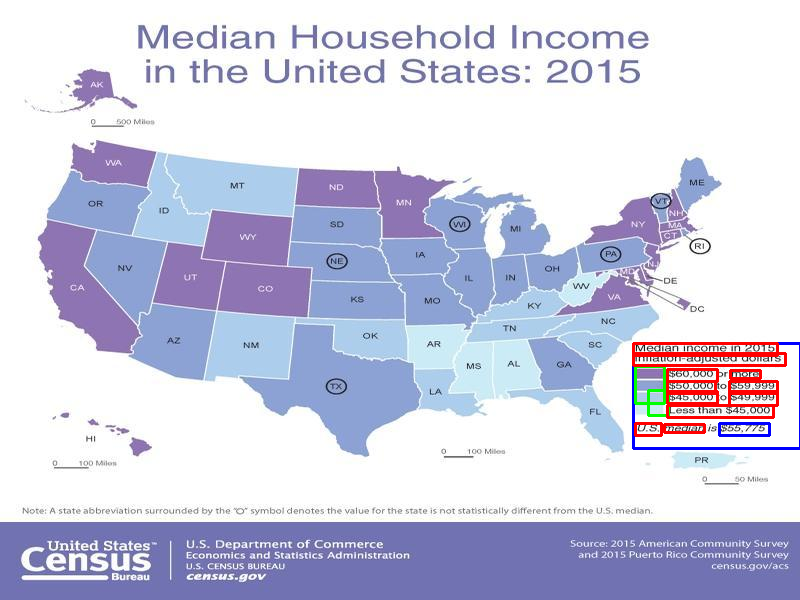 Median Household Income
in the United States: 2015
AK
0 500 Miles
WA
MT
ND
MN
ME
OR
ID
SD
WI
MI
VT
NH
NY
MA
CT
RI
WY
NE
IA
PA
NJ
NV
UT
CO
KS
MO
IL
IN
OH
WV
MD
DE
DC
CA
VA
KY
AZ
NM
OK
AR
TN
NC
MS
AL
GA
SC
TX
LA
FL
Median income in 2015
inflation-adjusted dollars
$60,000 or more
$50,000 to $59,999
$45,000 to $49,999
Less than $45,000
U.S. median is $55,775
HI
0 100 Miles
0 100 Miles
PR
0 50 Miles
Note: A state abbreviation surrounded by the "O" symbol denotes the value for the state is not statistically different from the U.S. median.
United States™
Census
Bureau
U.S. Department of Commerce
Economics and Statistics Administration
U.S. CENSUS BUREAU
census.gov
Source: 2015 American Community Survey
and 2015 Puerto Rico Community Survey
census.gov/acs